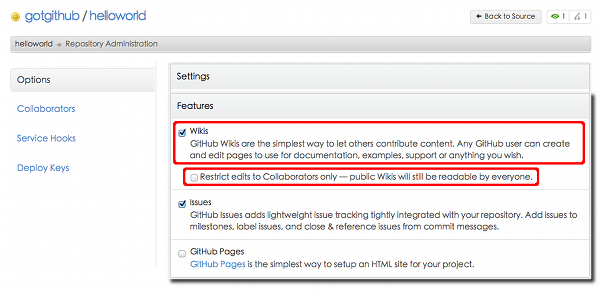 gotgithub / helloworld
Back to Source
1
1
helloworld → Repository Administration
Options
Collaborators
Service Hooks
Deploy Keys
Settings
Features
Wikis
GitHub Wikis are the simplest way to let others contribute content. Any GitHub user can create
and edit pages to use for documentation, examples, support or anything you wish.
Restrict edits to Collaborators only — public Wikis will still be readable by everyone.
Issues
GitHub Issues adds lightweight issue tracking tightly integrated with your repository. Add issues to
milestones, label issues, and close & reference issues from commit messages.
GitHub Pages
GitHub Pages is the simplest way to setup an HTML site for your project.